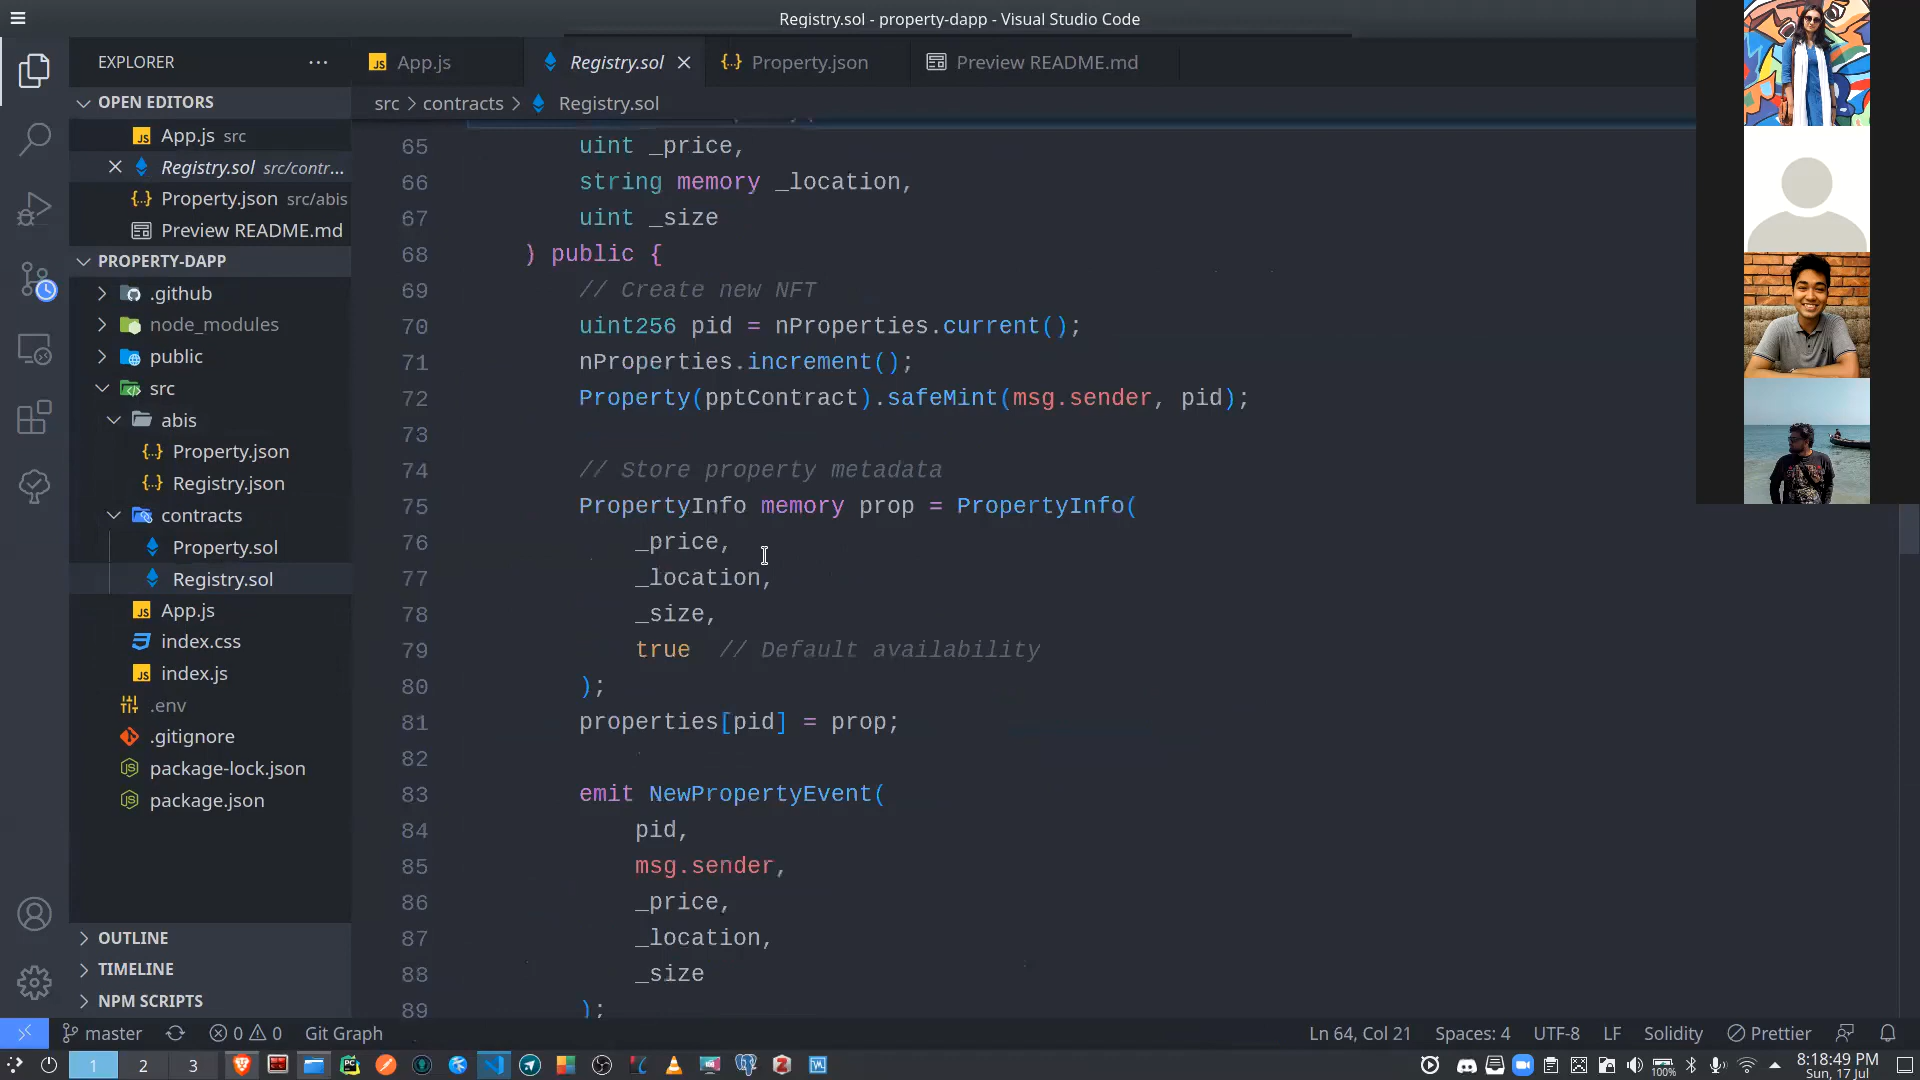 Registry.sol - property-dapp - Visual Studio Code
EXPLORER
App.js
Registry.sol
Property.json
Preview README.md
OPEN EDITORS
src > contracts > Registry.sol
App.js src
Registry.sol src/contr...
Property.json src/abis
Preview README.md
PROPERTY-DAPP
.github
node_modules
public
src
abis
Property.json
Registry.json
contracts
Property.sol
Registry.sol
App.js
index.css
index.js
.env
.gitignore
package-lock.json
package.json
OUTLINE
TIMELINE
NPM SCRIPTS
65 uint _price,
66 string memory _location,
67 uint _size
68 ) public {
69 // Create new NFT
70 uint256 pid = nProperties.current();
71 nProperties.increment();
72 Property(pptContract).safeMint(msg.sender, pid);
73
74 // Store property metadata
75 PropertyInfo memory prop = PropertyInfo(
76 _price,
77 _location,
78 _size,
79 true // Default availability
80 );
81 properties[pid] = prop;
82
83 emit NewPropertyEvent(
84 pid,
85 msg.sender,
86 _price,
87 _location,
88 _size
89 );
master
0 0
Git Graph
Ln 64, Col 21
Spaces: 4
UTF-8
LF
Solidity
Prettier
1 2 3
100%
8:18:49 PM
Sun, 17 Jul